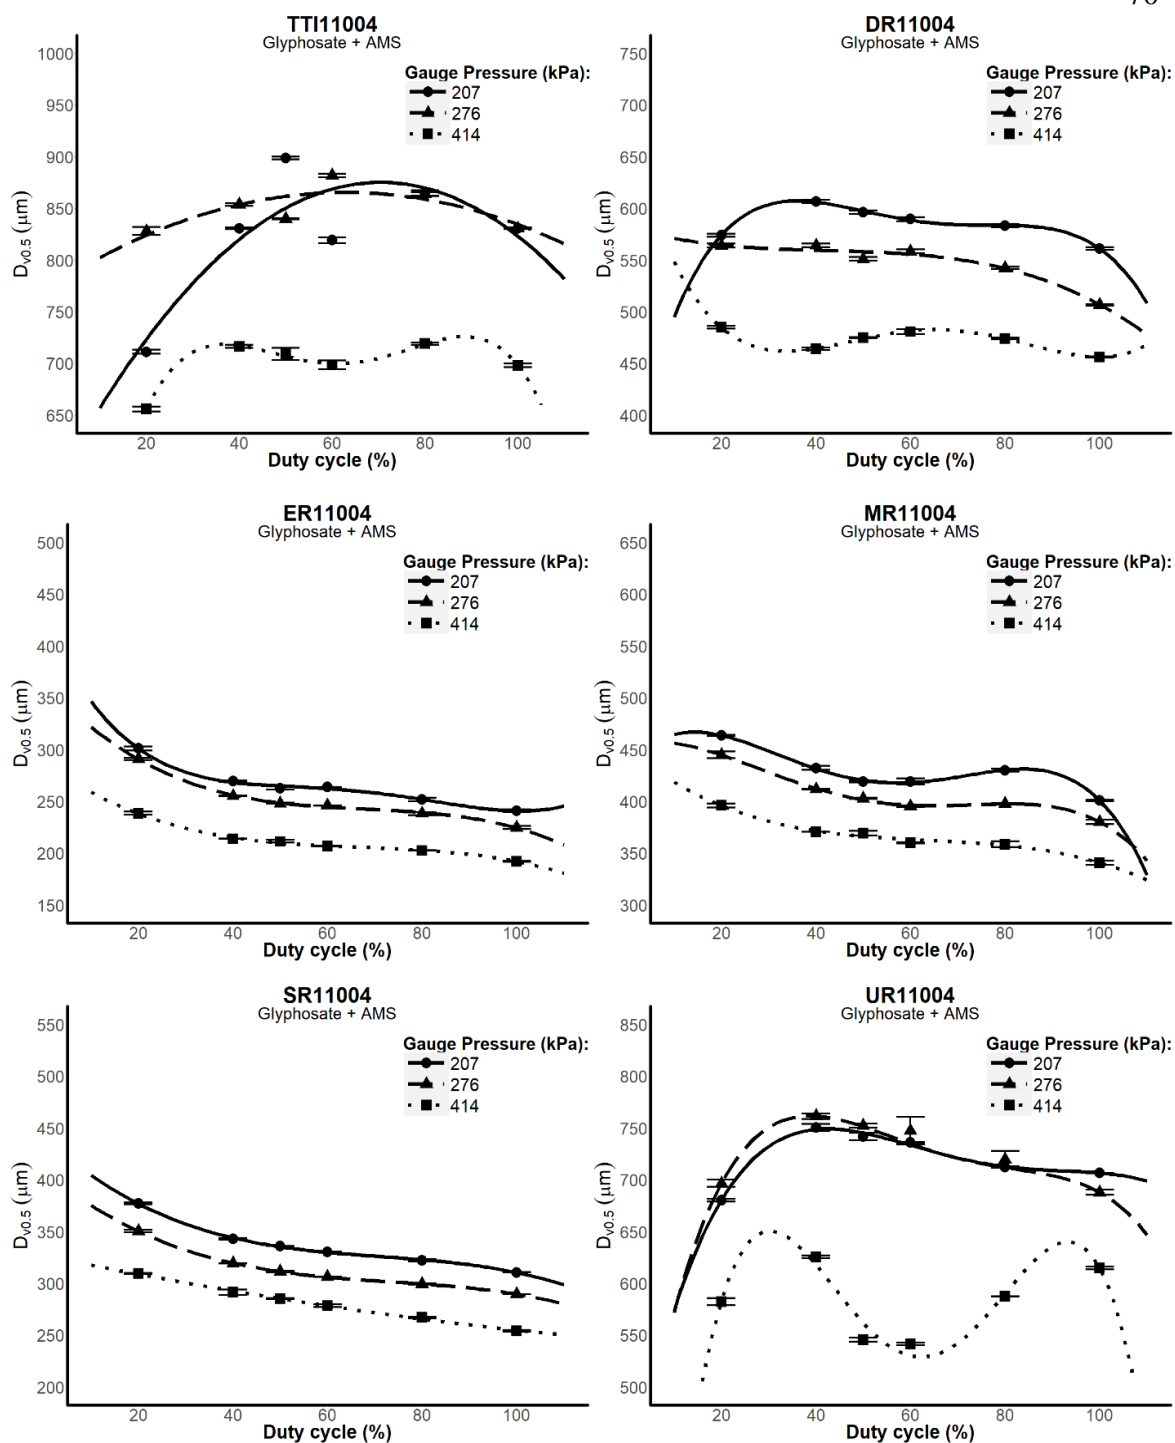 TTI11004
Glyphosate + AMS
Gauge Pressure (kPa):
207
276
414
1000
950
900
850
800
750
700
650
Dv0.5 (μm)
20 40 60 80 100
Duty cycle (%)
DR11004
Glyphosate + AMS
Gauge Pressure (kPa):
207
276
414
750
700
650
600
550
500
450
400
Dv0.5 (μm)
20 40 60 80 100
Duty cycle (%)
ER11004
Glyphosate + AMS
Gauge Pressure (kPa):
207
276
414
500
450
400
350
300
250
200
150
Dv0.5 (μm)
20 40 60 80 100
Duty cycle (%)
MR11004
Glyphosate + AMS
Gauge Pressure (kPa):
207
276
414
650
600
550
500
450
400
350
300
Dv0.5 (μm)
20 40 60 80 100
Duty cycle (%)
SR11004
Glyphosate + AMS
Gauge Pressure (kPa):
207
276
414
550
500
450
400
350
300
250
200
Dv0.5 (μm)
20 40 60 80 100
Duty cycle (%)
UR11004
Glyphosate + AMS
Gauge Pressure (kPa):
207
276
414
850
800
750
700
650
600
550
500
Dv0.5 (μm)
20 40 60 80 100
Duty cycle (%)